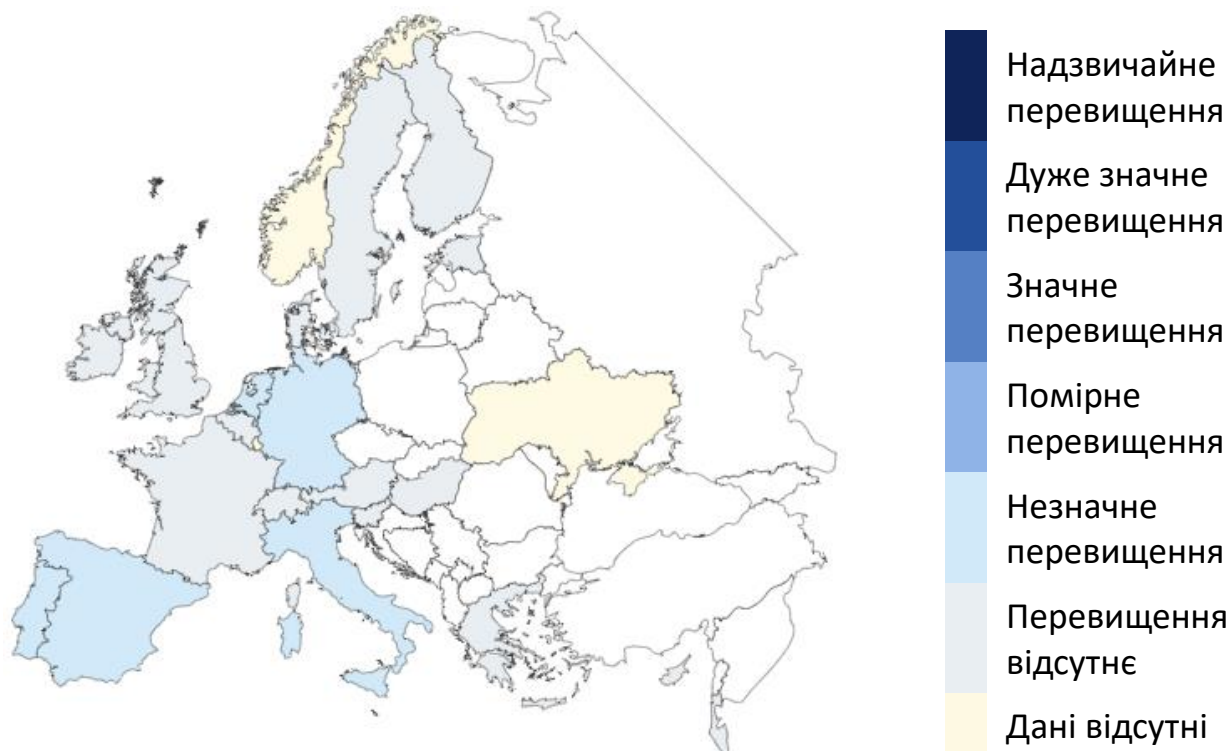 Надзвичайне
перевищення
Дуже значне
перевищення
Значне
перевищення
Помірне
перевищення
Незначне
перевищення
Перевищення
відсутнє
Дані відсутні